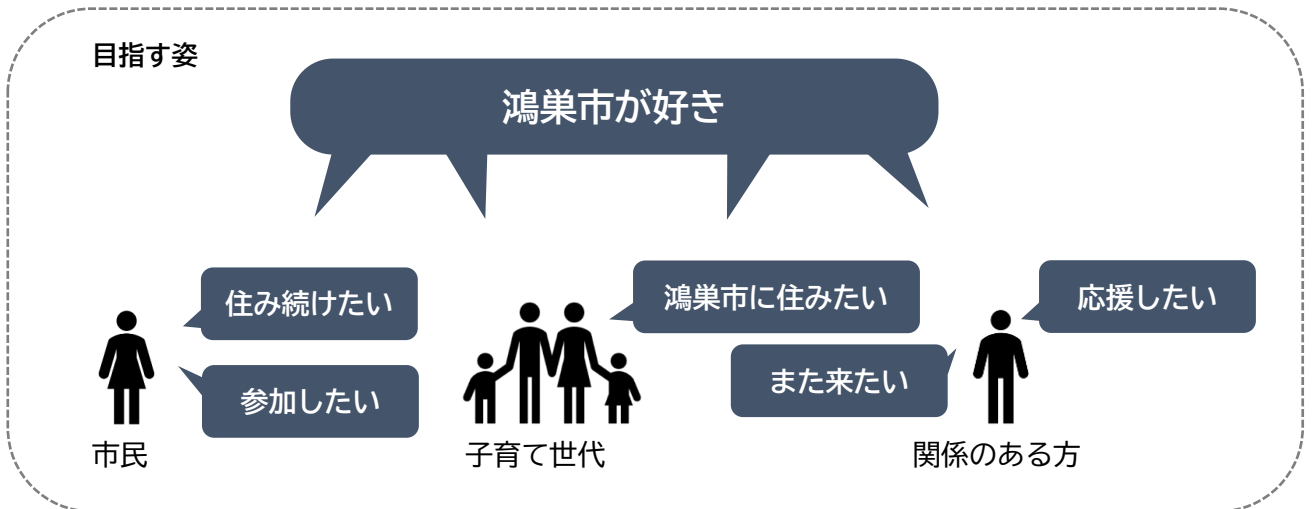 目指す姿
鴻巣市が好き
住み続けたい
参加したい
市民
鴻巣市に住みたい
子育て世代
応援したい
また来たい
関係のある方